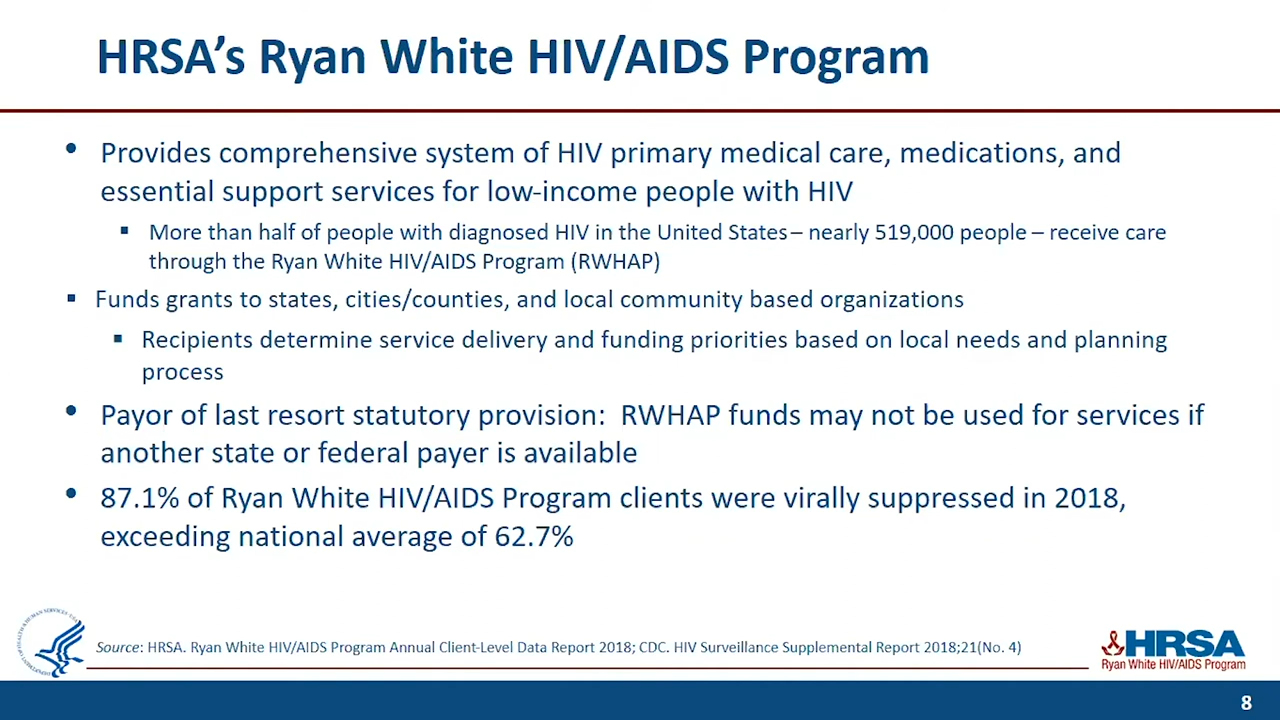 HRSA's Ryan White HIV/AIDS Program
• Provides comprehensive system of HIV primary medical care, medications, and
essential support services for low-income people with HIV
▪ More than half of people with diagnosed HIV in the United States – nearly 519,000 people – receive care
through the Ryan White HIV/AIDS Program (RWHAP)
▪ Funds grants to states, cities/counties, and local community based organizations
▪ Recipients determine service delivery and funding priorities based on local needs and planning
process
• Payor of last resort statutory provision:  RWHAP funds may not be used for services if
another state or federal payer is available
• 87.1% of Ryan White HIV/AIDS Program clients were virally suppressed in 2018,
exceeding national average of 62.7%
Source: HRSA. Ryan White HIV/AIDS Program Annual Client-Level Data Report 2018; CDC. HIV Surveillance Supplemental Report 2018;21(No. 4)
HRSA
Ryan White HIV/AIDS Program
8